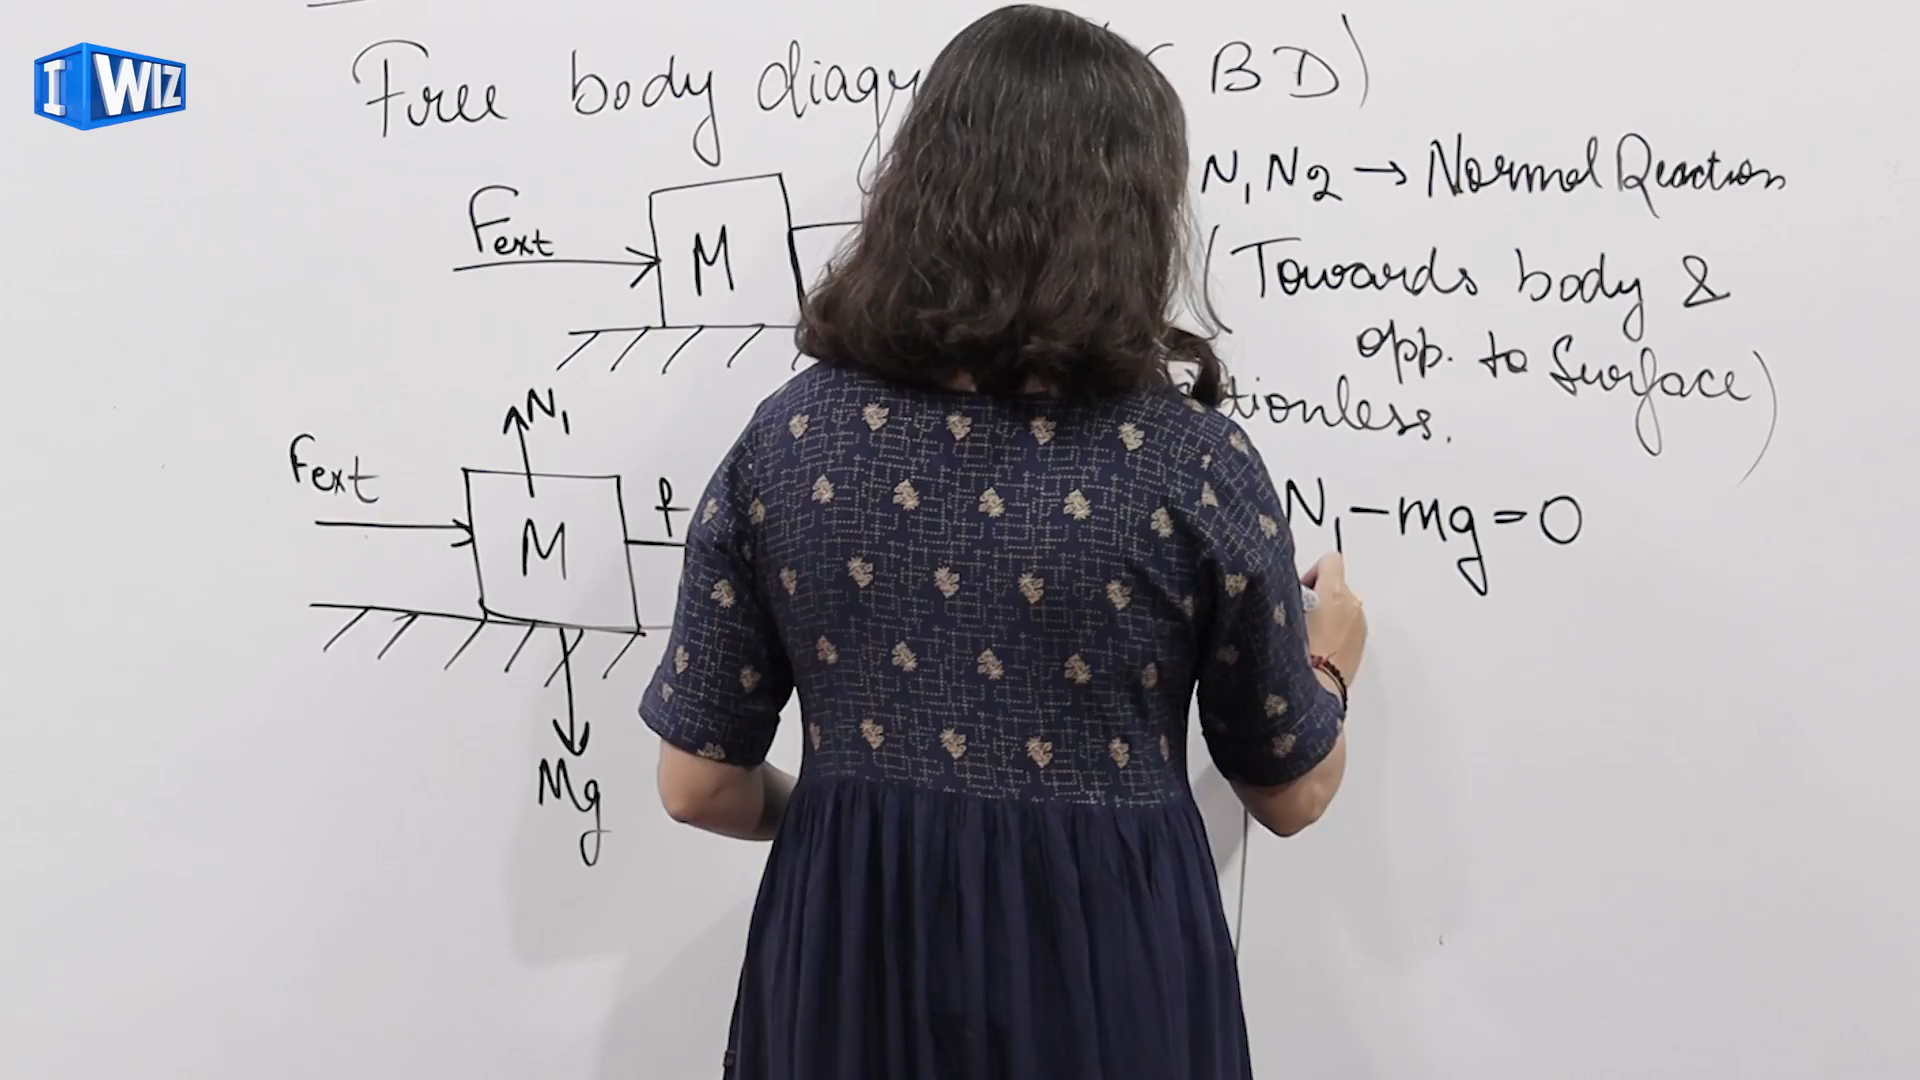 I WIZ
Free body diagr BD)
N1 N2 → Normal Reaction
Fext
M
(Towards body &
opp. to Surface)
tionless.
N1
Fext
M
f
N1 - mg = 0
Mg